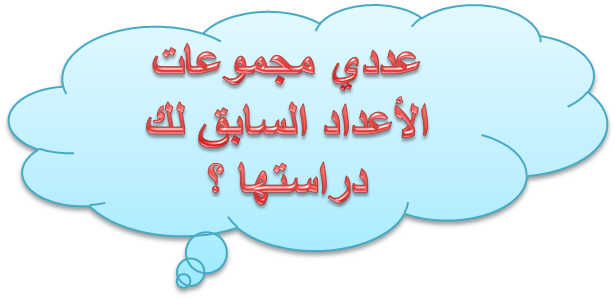 عددي مجموعات
الأعداد السابق لك
دراستها ؟